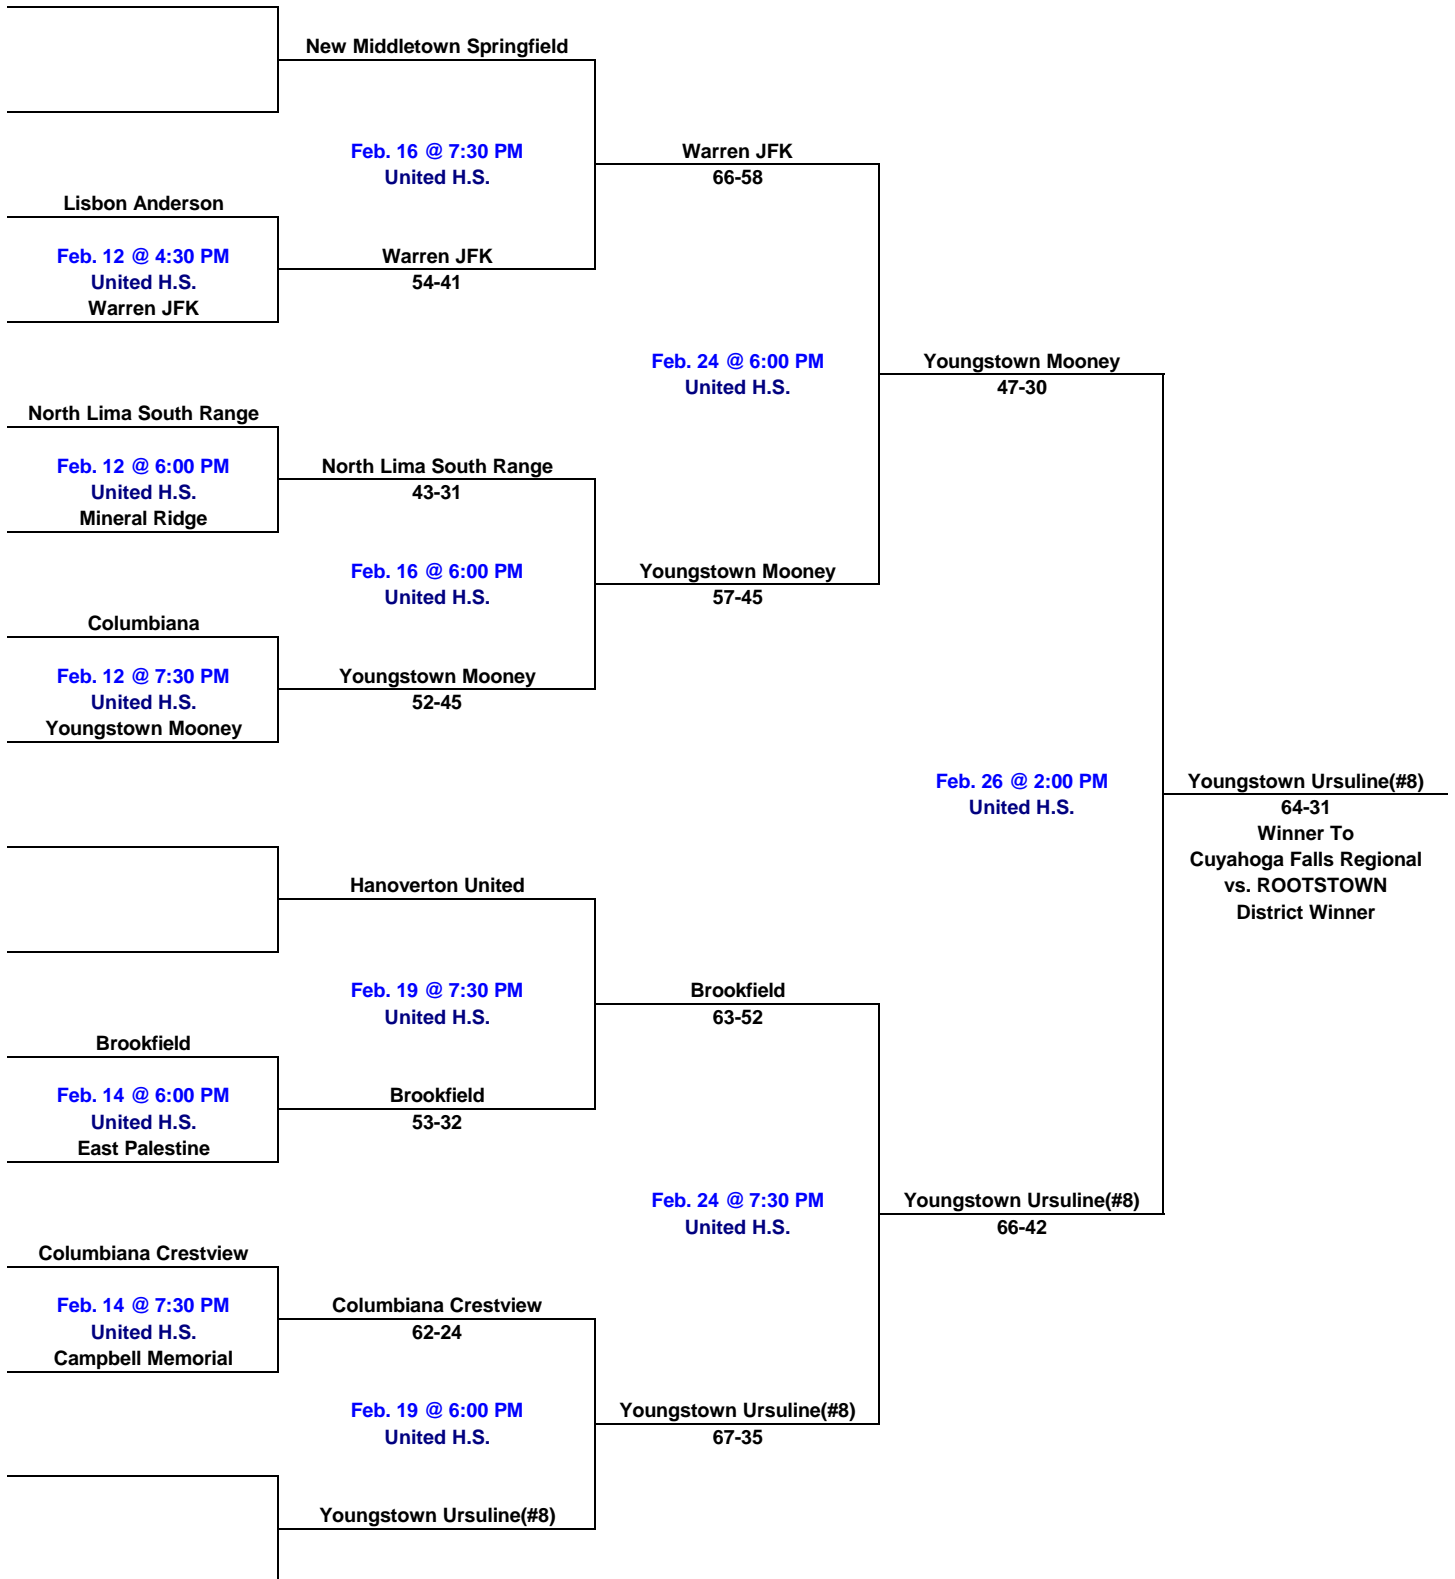 New Middletown Springfield
Feb. 16 @ 7:30 PM
United H.S.
Warren JFK
66-58
Lisbon Anderson
Feb. 12 @ 4:30 PM
United H.S.
Warren JFK
Warren JFK
54-41
Feb. 24 @ 6:00 PM
United H.S.
Youngstown Mooney
47-30
North Lima South Range
Feb. 12 @ 6:00 PM
United H.S.
Mineral Ridge
North Lima South Range
43-31
Feb. 16 @ 6:00 PM
United H.S.
Youngstown Mooney
57-45
Columbiana
Feb. 12 @ 7:30 PM
United H.S.
Youngstown Mooney
Youngstown Mooney
52-45
Feb. 26 @ 2:00 PM
United H.S.
Youngstown Ursuline(#8)
64-31
Winner To
Cuyahoga Falls Regional
vs. ROOTSTOWN
District Winner
Hanoverton United
Feb. 19 @ 7:30 PM
United H.S.
Brookfield
63-52
Brookfield
Feb. 14 @ 6:00 PM
United H.S.
East Palestine
Brookfield
53-32
Feb. 24 @ 7:30 PM
United H.S.
Youngstown Ursuline(#8)
66-42
Columbiana Crestview
Feb. 14 @ 7:30 PM
United H.S.
Campbell Memorial
Columbiana Crestview
62-24
Feb. 19 @ 6:00 PM
United H.S.
Youngstown Ursuline(#8)
67-35
Youngstown Ursuline(#8)